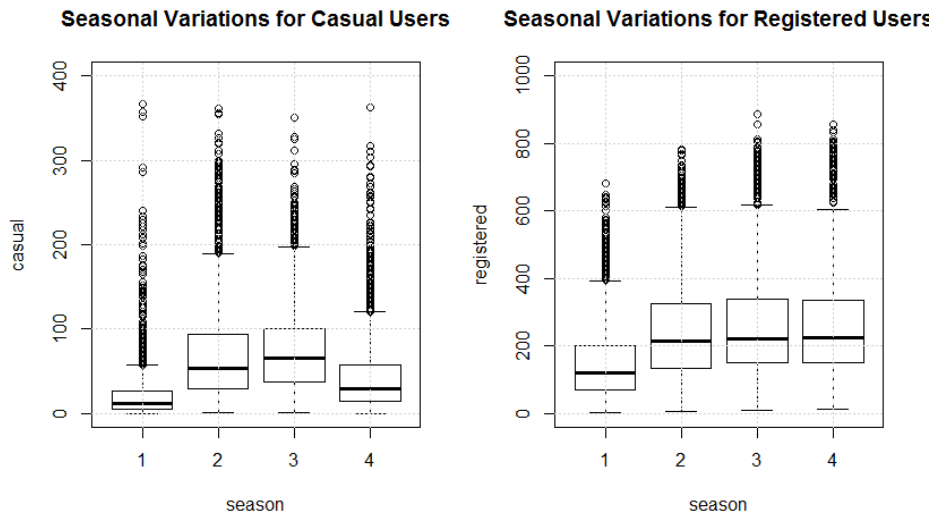 Seasonal Variations for Casual Users
casual
400
300
200
100
0
1 2 3 4
season
Seasonal Variations for Registered Users
registered
1000
800
600
400
200
0
1 2 3 4
season